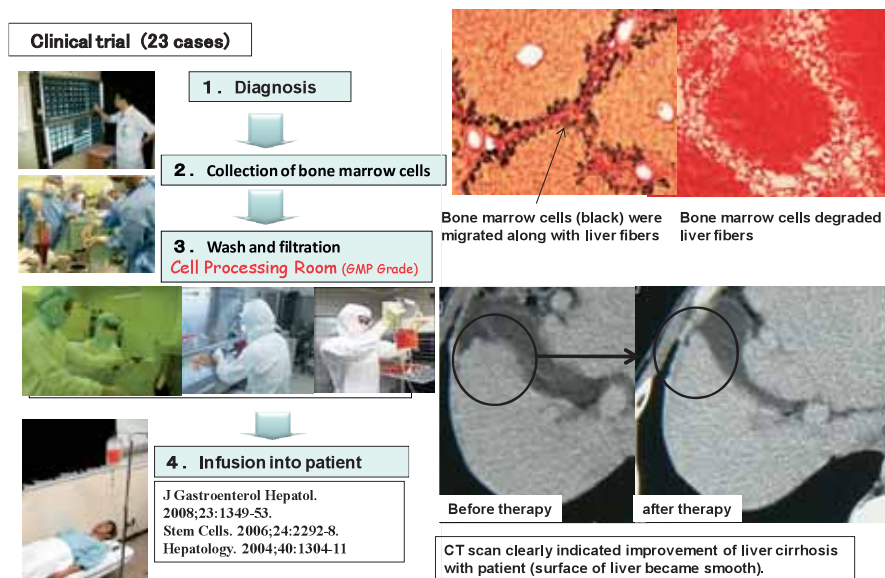 Clinical trial (23 cases)
1. Diagnosis
2. Collection of bone marrow cells
3. Wash and filtration
Cell Processing Room (GMP Grade)
4. Infusion into patient
J Gastroenterol Hepatol.
2008;23:1349-53.
Stem Cells. 2006;24:2292-8.
Hepatology. 2004;40:1304-11
Bone marrow cells (black) were
migrated along with liver fibers
Bone marrow cells degraded
liver fibers
Before therapy
after therapy
CT scan clearly indicated improvement of liver cirrhosis
with patient (surface of liver became smooth).